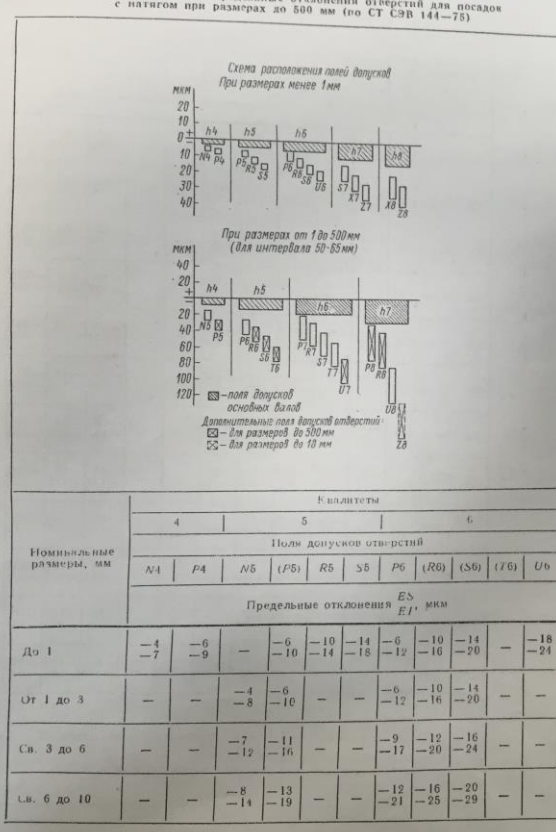 отклонения отверстий для посадок
с натягом при размерах до 500 мм (по СТ СЭВ 144—75)
Схема расположения полей допусков
При размерах менее 1мм
мкм
20
10
0
10
20
30
40
+
−
h4
h5
h6
h7
h8
N4
P4
P5
R5
S5
P6
R6
S6
U6
S7
X7
Z7
X8
Z8
При размерах от 1 до 500мм
(для интервала 50-65мм)
мкм
40
20
0
20
40
60
80
100
120
h4
h5
h6
h7
N5
P5
P6
R6
S6
T6
P7
R7
S7
T7
U7
P8
R8
U8
Z8
—поля допусков
основных валов
Дополнительные поля допусков отверстий:
—для размеров до 500мм
—для размеров до 18 мм
Номинальные
размеры, мм
Квалитеты
4 5 6
Поля допусков отверстий
N4 P4 N5 (P5) R5 S5 P6 (R6) (S6) (T6) U6
Предельные отклонения ES
EI, мкм
До 1
—4 —6 — —6 —10 —14 —6 —10 —14 — —18
—7 —9 —10 —14 —18 —12 —16 —20 —24
От 1 до 3
— — —4 —6 — — —6 —10 —14 — —
—8 —10 —12 —16 —20
Св. 3 до 6
— — —7 —11 — — —9 —12 —16 — —
—12 —16 —17 —20 —24
Св. 6 до 10
— — —8 —13 — — —12 —16 —20 — —
—14 —19 —21 —25 —29